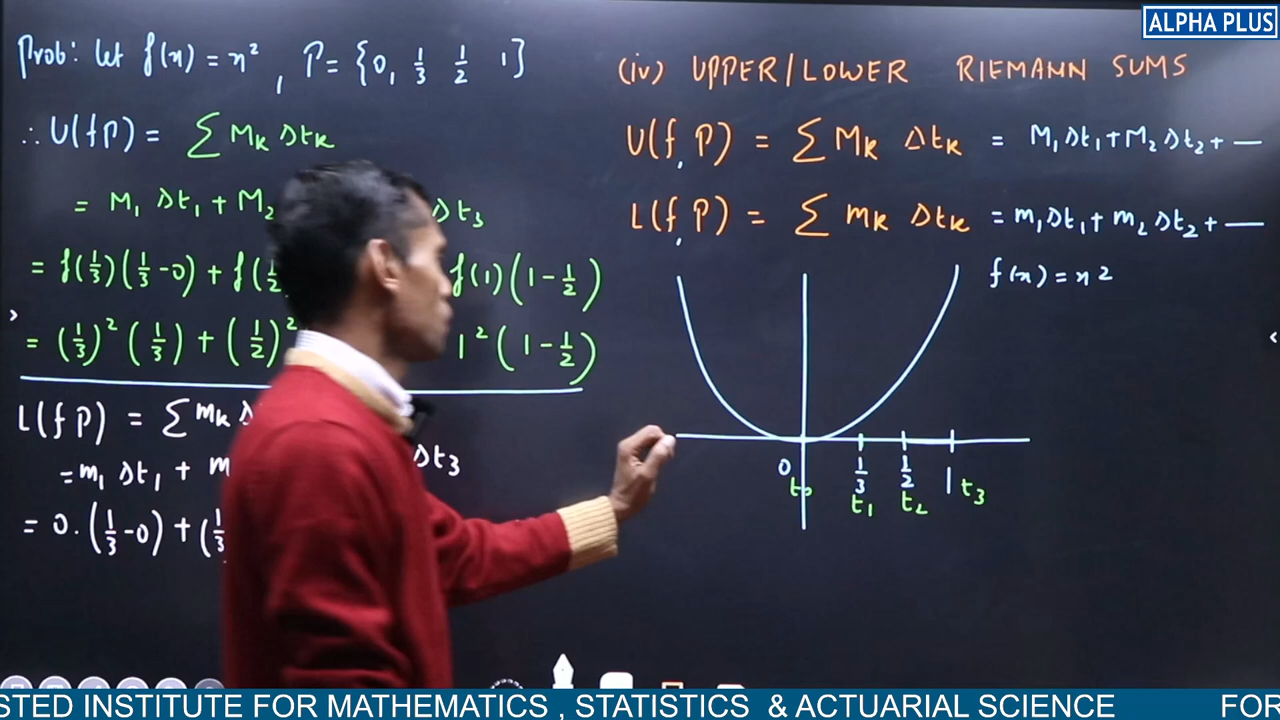 ALPHA PLUS
Prob: let f(x) = x², P = {0, 1/3 1/2 1}
∴ U(f P) = ∑ Mk Δtk
= M₁ Δt₁ + M₂ Δt₃
= f(1/3)(1/3-0) + f(1/2 f(1)(1-1/2)
= (1/3)² (1/3) + (1/2)² 1² (1-1/2)
L(f P) = ∑ mk Δ
= m₁ Δt₁ + m Δt₃
= 0.(1/3-0) + (1/3
(iv) UPPER/LOWER RIEMANN SUMS
U(f, P) = ∑ Mk Δtk = M₁ Δt₁ + M₂ Δt₂ + —
L(f, P) = ∑ mk Δtk = m₁ Δt₁ + m₂ Δt₂ + —
f(x) = x²
0 1/3 1/2 1
t₀ t₁ t₂ t₃
STED INSTITUTE FOR MATHEMATICS , STATISTICS & ACTUARIAL SCIENCE FOR